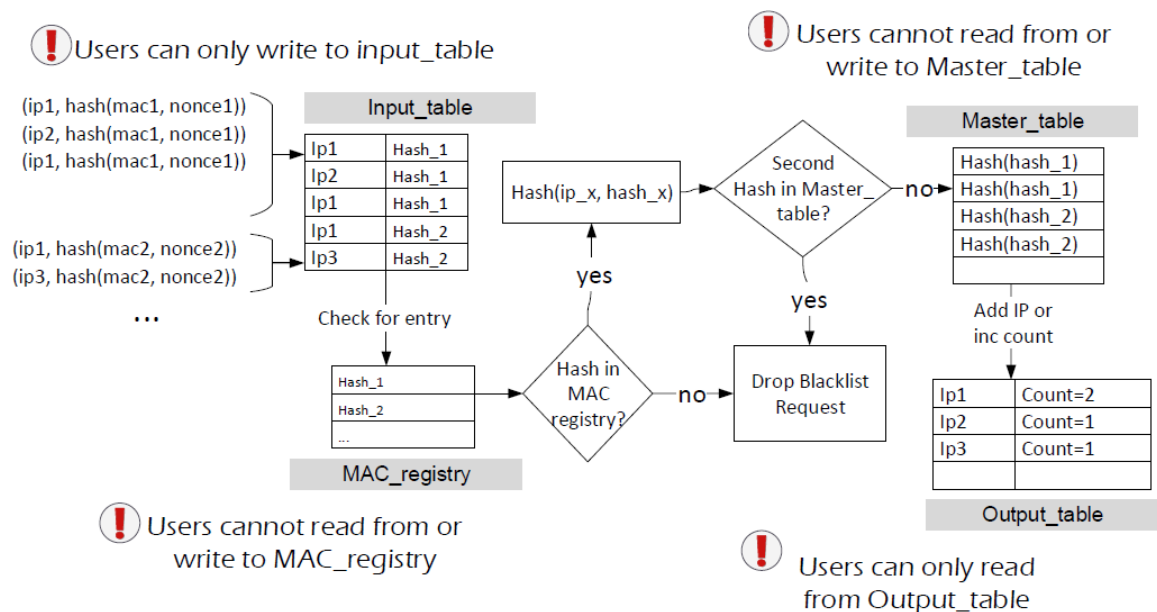 Users can only write to input_table
Users cannot read from or
write to Master_table
(ip1, hash(mac1, nonce1))
(ip2, hash(mac1, nonce1))
(ip1, hash(mac1, nonce1))
(ip1, hash(mac2, nonce2))
(ip3, hash(mac2, nonce2))
...
Input_table
Ip1 Hash_1
Ip2 Hash_1
Ip1 Hash_1
Ip1 Hash_2
Ip3 Hash_2
Check for entry
Hash_1
Hash_2
...
MAC_registry
Users cannot read from or
write to MAC_registry
Hash in
MAC
registry?
yes
no
Hash(ip_x, hash_x)
Second
Hash in Master_
table?
yes
no
Drop Blacklist
Request
Master_table
Hash(hash_1)
Hash(hash_1)
Hash(hash_2)
Hash(hash_2)
Add IP or
inc count
Ip1 Count=2
Ip2 Count=1
Ip3 Count=1
Output_table
Users can only read
from Output_table